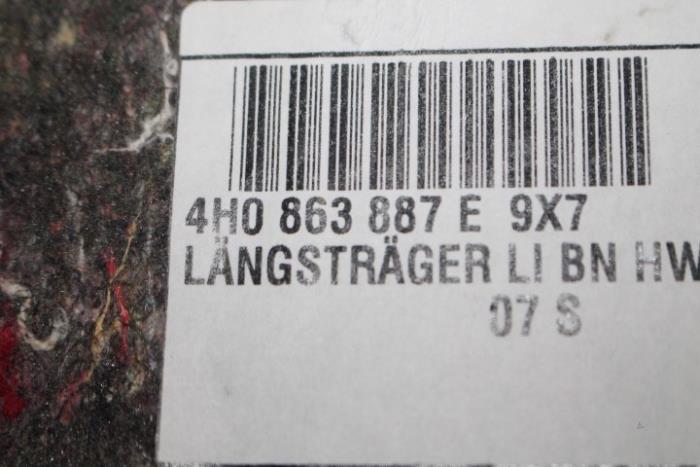 4H0 863 887 E 9X7
LÄNGSTRÄGER LI BN HW
07 S